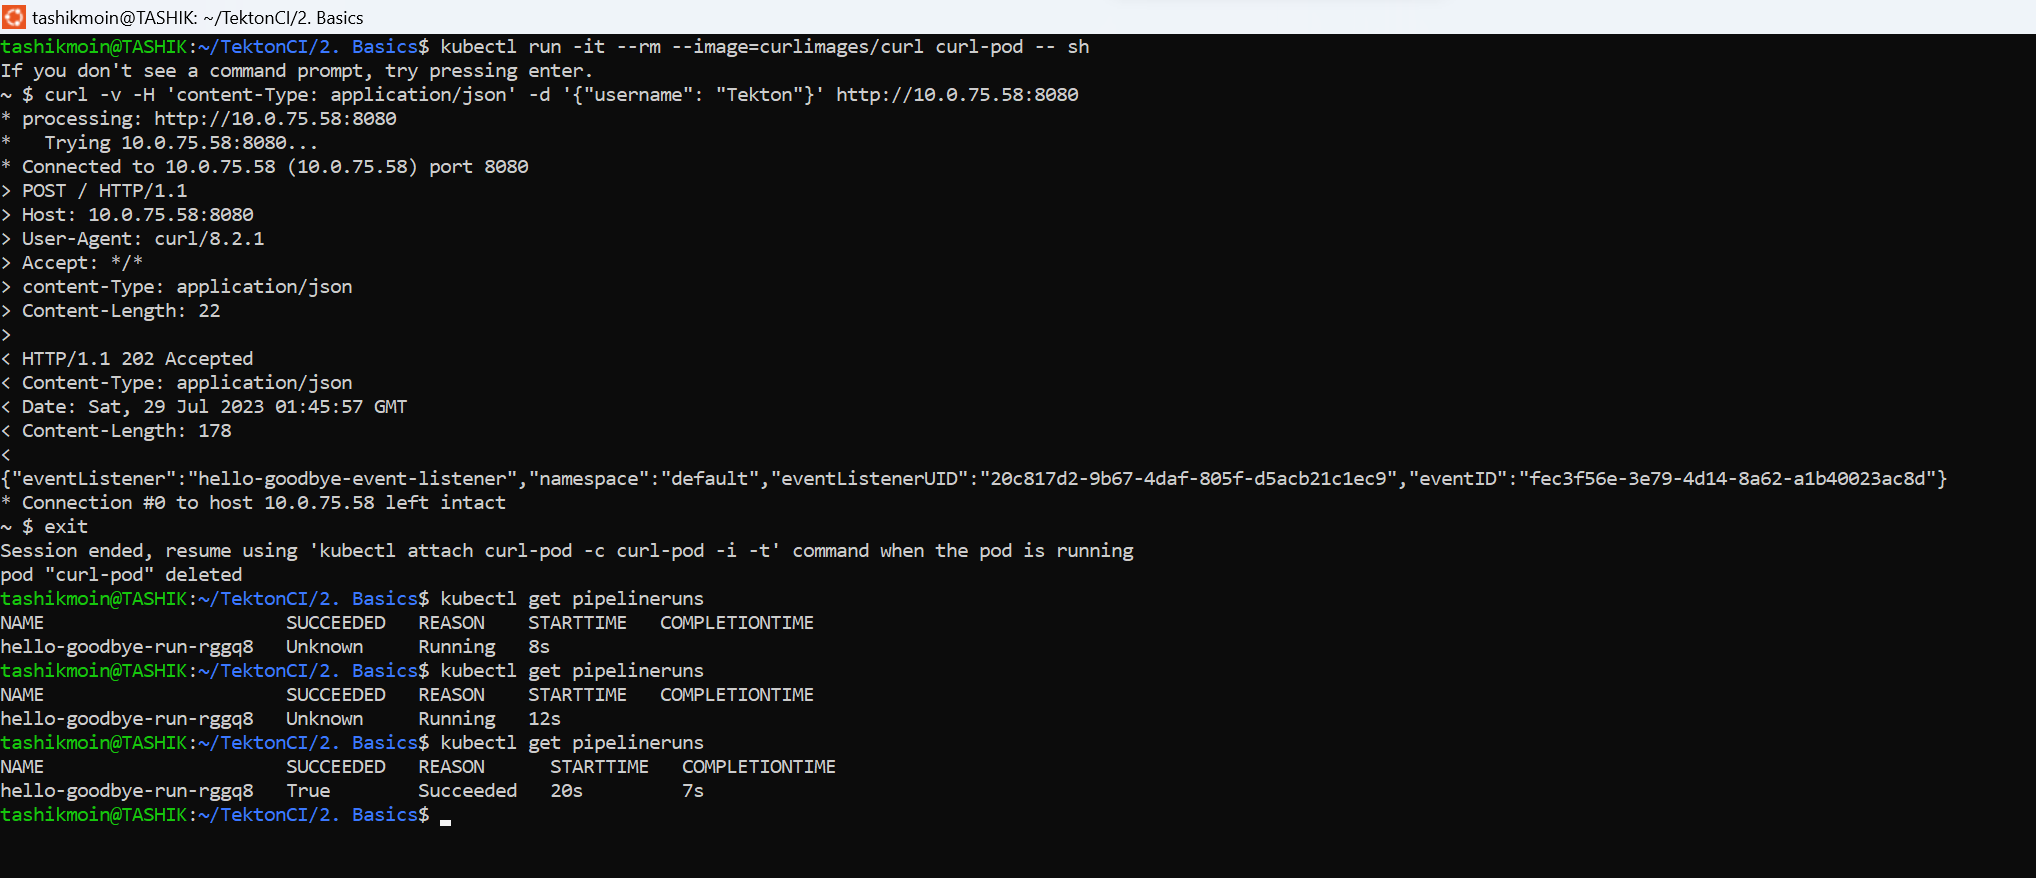 tashikmoin@TASHIK: ~/TektonCI/2. Basics
tashikmoin@TASHIK:~/TektonCI/2. Basics$ kubectl run -it --rm --image=curlimages/curl curl-pod -- sh
If you don't see a command prompt, try pressing enter.
~ $ curl -v -H 'content-Type: application/json' -d '{"username": "Tekton"}' http://10.0.75.58:8080
* processing: http://10.0.75.58:8080
*   Trying 10.0.75.58:8080...
* Connected to 10.0.75.58 (10.0.75.58) port 8080
> POST / HTTP/1.1
> Host: 10.0.75.58:8080
> User-Agent: curl/8.2.1
> Accept: */*
> content-Type: application/json
> Content-Length: 22
>
< HTTP/1.1 202 Accepted
< Content-Type: application/json
< Date: Sat, 29 Jul 2023 01:45:57 GMT
< Content-Length: 178
<
{"eventListener":"hello-goodbye-event-listener","namespace":"default","eventListenerUID":"20c817d2-9b67-4daf-805f-d5acb21c1ec9","eventID":"fec3f56e-3e79-4d14-8a62-a1b40023ac8d"}
* Connection #0 to host 10.0.75.58 left intact
~ $ exit
Session ended, resume using 'kubectl attach curl-pod -c curl-pod -i -t' command when the pod is running
pod "curl-pod" deleted
tashikmoin@TASHIK:~/TektonCI/2. Basics$ kubectl get pipelineruns
NAME                      SUCCEEDED   REASON    STARTTIME   COMPLETIONTIME
hello-goodbye-run-rggq8   Unknown     Running   8s
tashikmoin@TASHIK:~/TektonCI/2. Basics$ kubectl get pipelineruns
NAME                      SUCCEEDED   REASON    STARTTIME   COMPLETIONTIME
hello-goodbye-run-rggq8   Unknown     Running   12s
tashikmoin@TASHIK:~/TektonCI/2. Basics$ kubectl get pipelineruns
NAME                      SUCCEEDED   REASON      STARTTIME   COMPLETIONTIME
hello-goodbye-run-rggq8   True        Succeeded   20s         7s
tashikmoin@TASHIK:~/TektonCI/2. Basics$